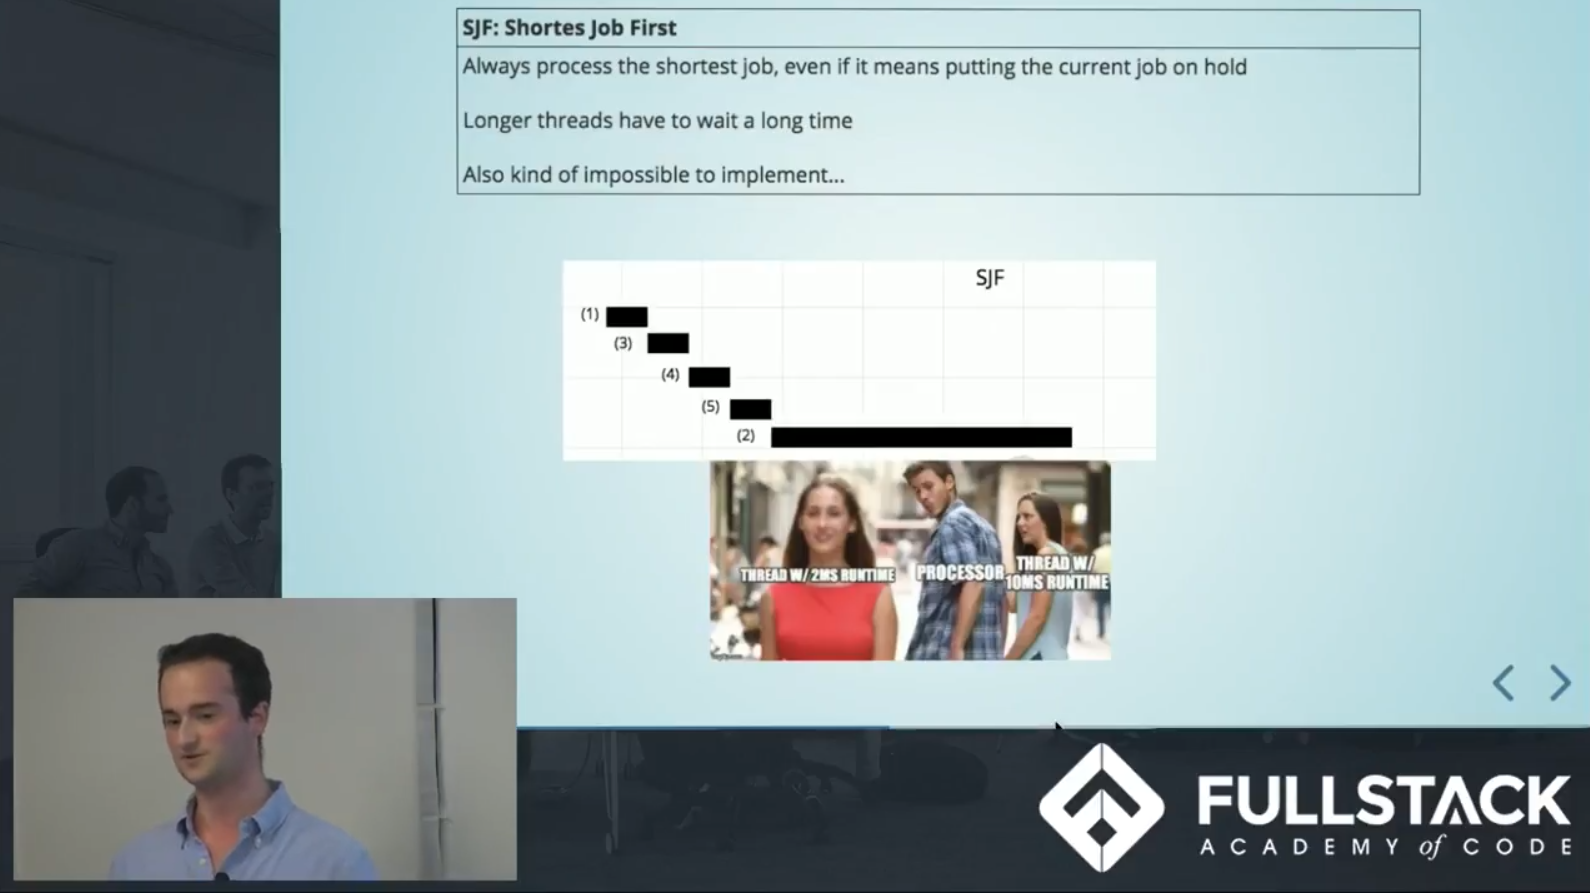 SJF: Shortes Job First
Always process the shortest job, even if it means putting the current job on hold
Longer threads have to wait a long time
Also kind of impossible to implement...
SJF
(1)
(3)
(4)
(5)
(2)
THREAD W/ 2MS RUNTIME
PROCESSOR
THREAD W/
10MS RUNTIME
FULLSTACK
ACADEMY of CODE